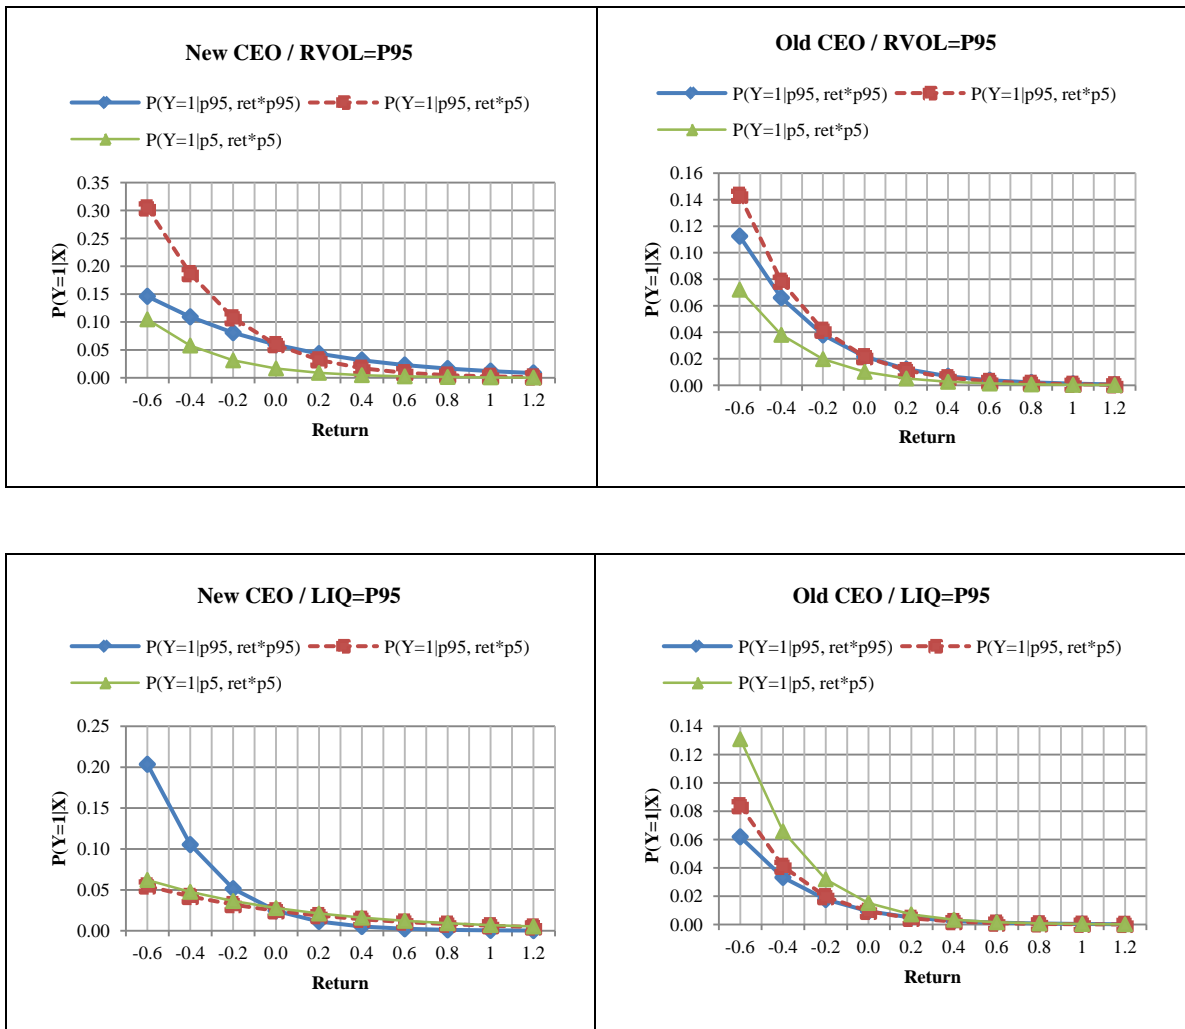 New CEO / RVOL=P95
P(Y=1|p95, ret*p95) P(Y=1|p95, ret*p5)
P(Y=1|p5, ret*p5)
P(Y=1|X)
0.35
0.30
0.25
0.20
0.15
0.10
0.05
0.00
-0.6 -0.4 -0.2 0.0 0.2 0.4 0.6 0.8 1 1.2
Return
Old CEO / RVOL=P95
P(Y=1|p95, ret*p95) P(Y=1|p95, ret*p5)
P(Y=1|p5, ret*p5)
P(Y=1|X)
0.16
0.14
0.12
0.10
0.08
0.06
0.04
0.02
0.00
-0.6 -0.4 -0.2 0.0 0.2 0.4 0.6 0.8 1 1.2
Return
New CEO / LIQ=P95
P(Y=1|p95, ret*p95) P(Y=1|p95, ret*p5)
P(Y=1|p5, ret*p5)
P(Y=1|X)
0.25
0.20
0.15
0.10
0.05
0.00
-0.6 -0.4 -0.2 0.0 0.2 0.4 0.6 0.8 1.0 1.2
Return
Old CEO / LIQ=P95
P(Y=1|p95, ret*p95) P(Y=1|p95, ret*p5)
P(Y=1|p5, ret*p5)
P(Y=1|X)
0.14
0.12
0.10
0.08
0.06
0.04
0.02
0.00
-0.6 -0.4 -0.2 0.0 0.2 0.4 0.6 0.8 1.0 1.2
Return